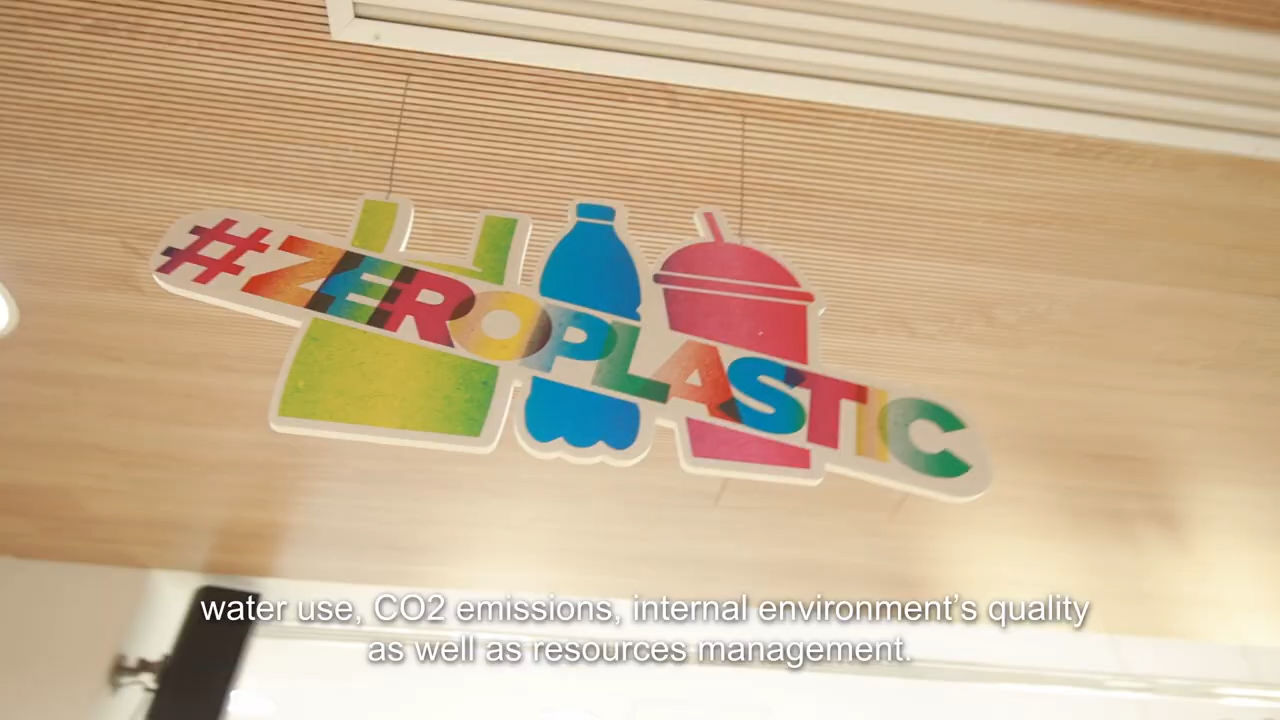 #ZEROPLASTIC
water use, CO2 emissions, internal environment’s quality
as well as resources management.